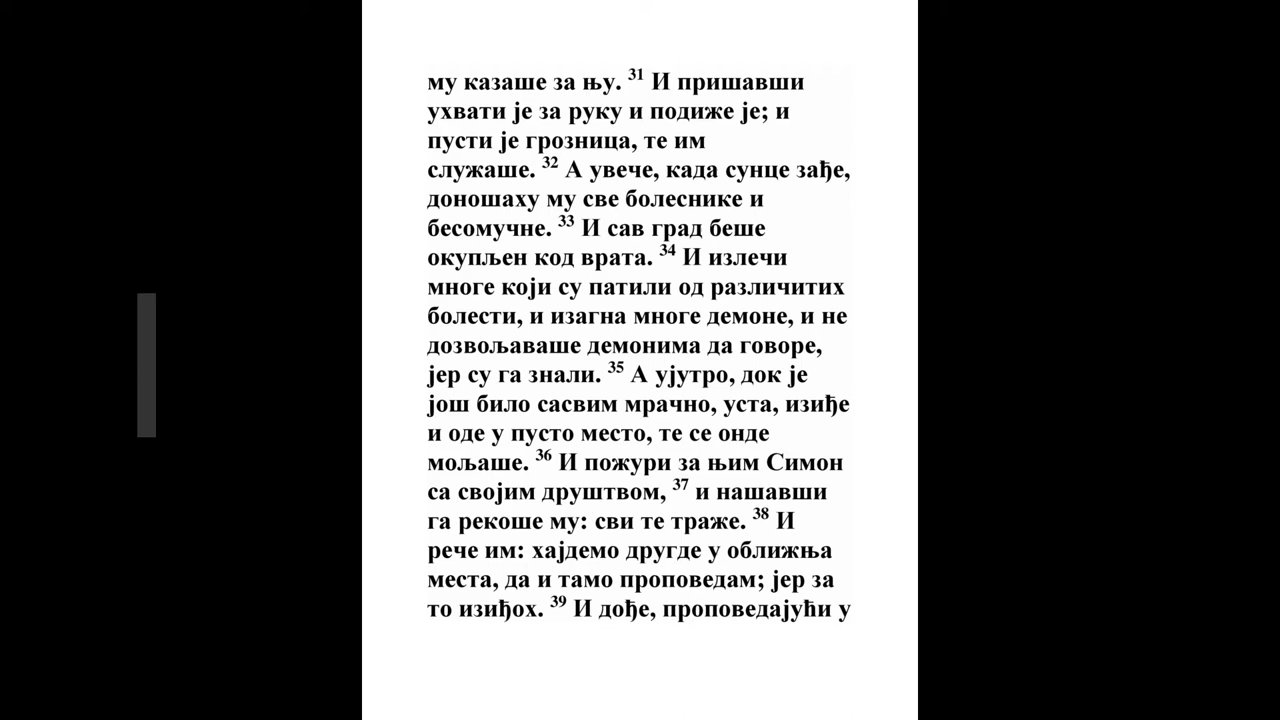 му казаше за њу. 31 И пришавши
ухвати је за руку и подиже је; и
пусти је грозница, те им
служаше. 32 А увече, када сунце зађе,
доношаху му све болеснике и
бесомучне. 33 И сав град беше
окупљен код врата. 34 И излечи
многе који су патили од различитих
болести, и изагна многе демоне, и не
дозвољаваше демонима да говоре,
јер су га знали. 35 А ујутро, док је
још било сасвим мрачно, уста, изиђе
и оде у пусто место, те се онде
мољаше. 36 И пожури за њим Симон
са својим друштвом, 37 и нашавши
га рекоше му: сви те траже. 38 И
рече им: хајдемо другде у оближња
места, да и тамо проповедам; јер за
то изиђох. 39 И дође, проповедајући у